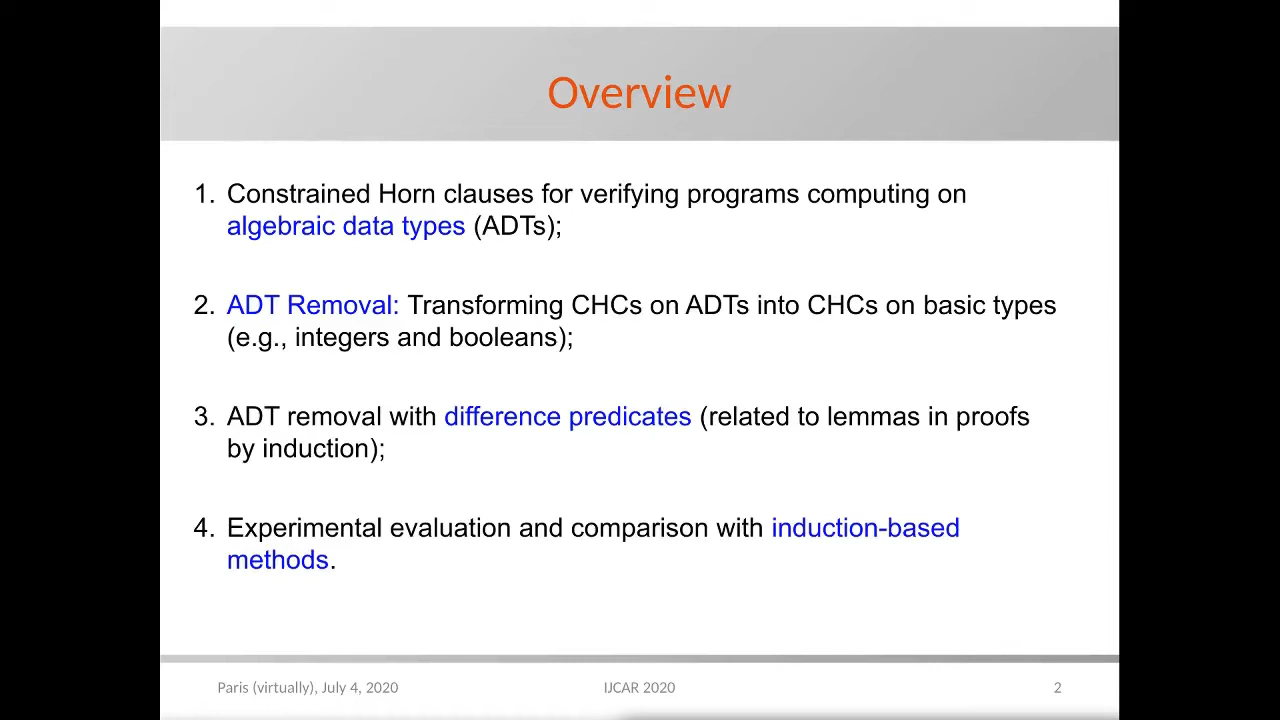 Overview
1. Constrained Horn clauses for verifying programs computing on
algebraic data types (ADTs);
2. ADT Removal: Transforming CHCs on ADTs into CHCs on basic types
(e.g., integers and booleans);
3. ADT removal with difference predicates (related to lemmas in proofs
by induction);
4. Experimental evaluation and comparison with induction-based
methods.
Paris (virtually), July 4, 2020 IJCAR 2020 2